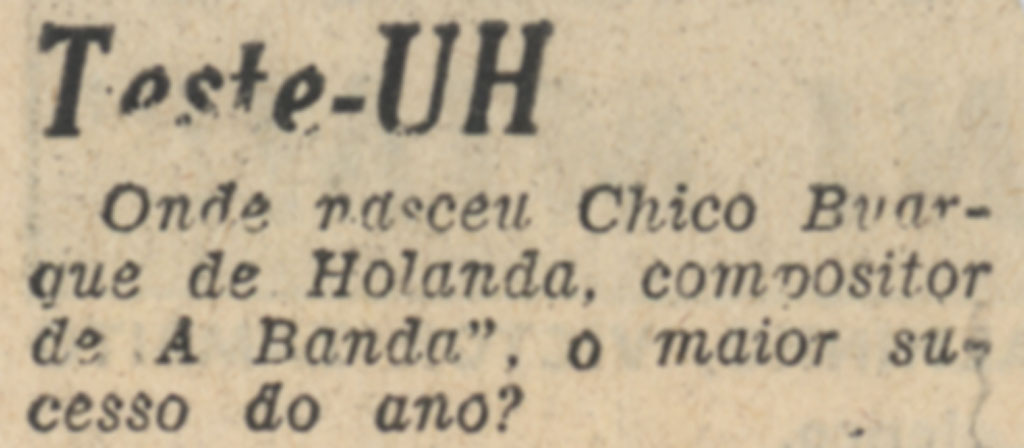 Teste-UH
Onde nasceu Chico Buar-
que de Holanda, compositor
de A Banda”, o maior su-
cesso do ano?